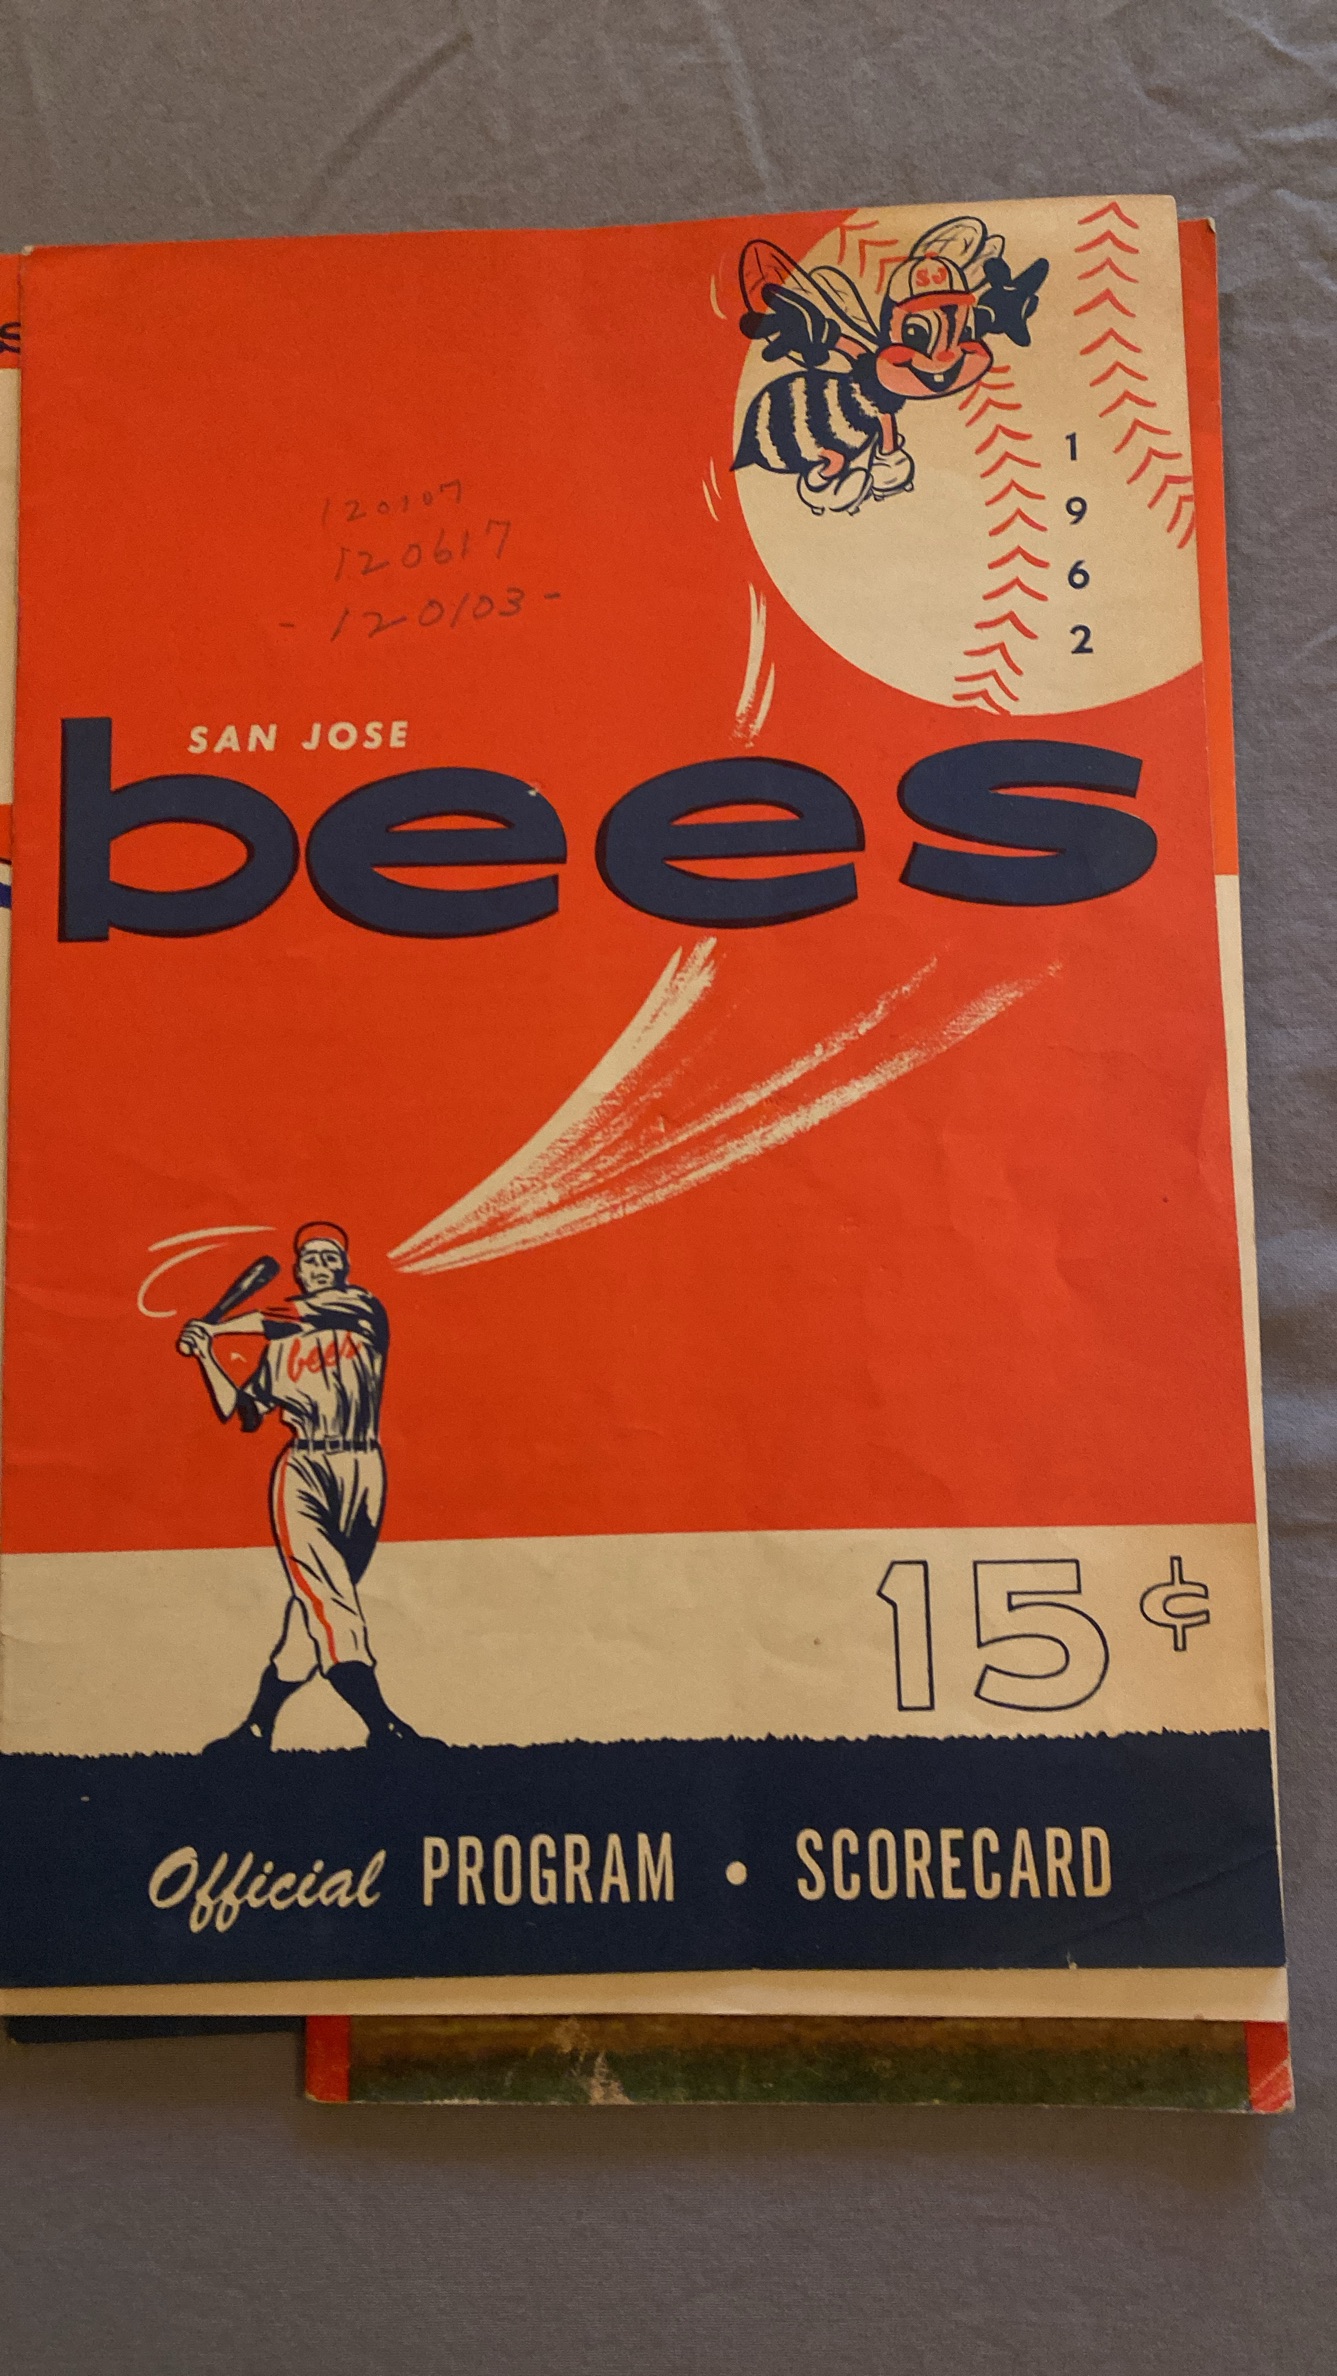 SJ
1
9
6
2
120107
120617
- 120103 -
SAN JOSE
bees
bees
15¢
Official PROGRAM • SCORECARD
s